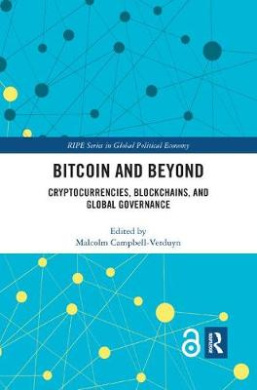 RIPE Series in Global Political Economy
BITCOIN AND BEYOND
CRYPTOCURRENCIES, BLOCKCHAINS, AND
GLOBAL GOVERNANCE
Edited by
Malcolm Campbell-Verduyn
R
ROUTLEDGE